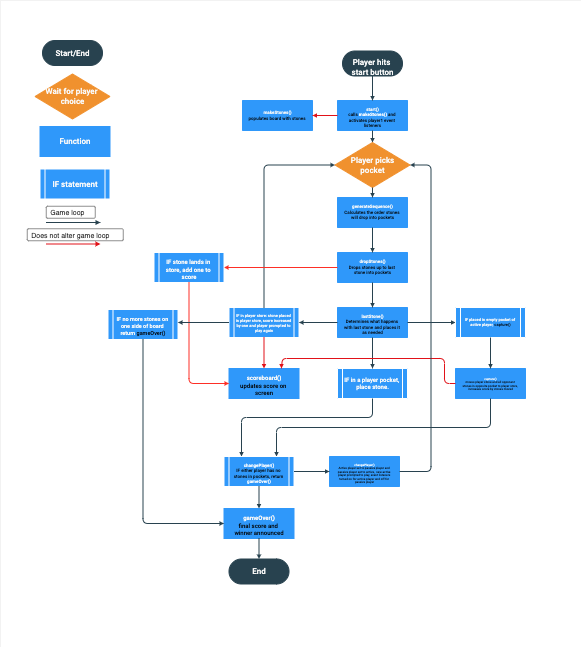 Start/End
Wait for player
choice
Function
IF statement
Game loop
Does not alter game loop
Player hits
start button
makeStones()
populates board with stones
start()
calls makeStones() and
activates player1 event
listeners
Player picks
pocket
generateSequence()
Calculates the order stones
will drop into pockets
IF stone lands in
store, add one to
score
dropStones()
Drops stones up to last
stone into pockets
IF no more stones on
one side of board
return gameOver()
IF in player store: stone placed
in player store, score increased
by one and player prompted to
play again
lastStone()
Determines what happens
with last stone and places it
as needed
IF placed in empty pocket of
active player, capture()
scoreboard()
updates score on
screen
IF in a player pocket,
place stone.
changePlayer()
IF either player has no
stones in pockets, return
gameOver()
gameOver()
final score and
winner announced
End